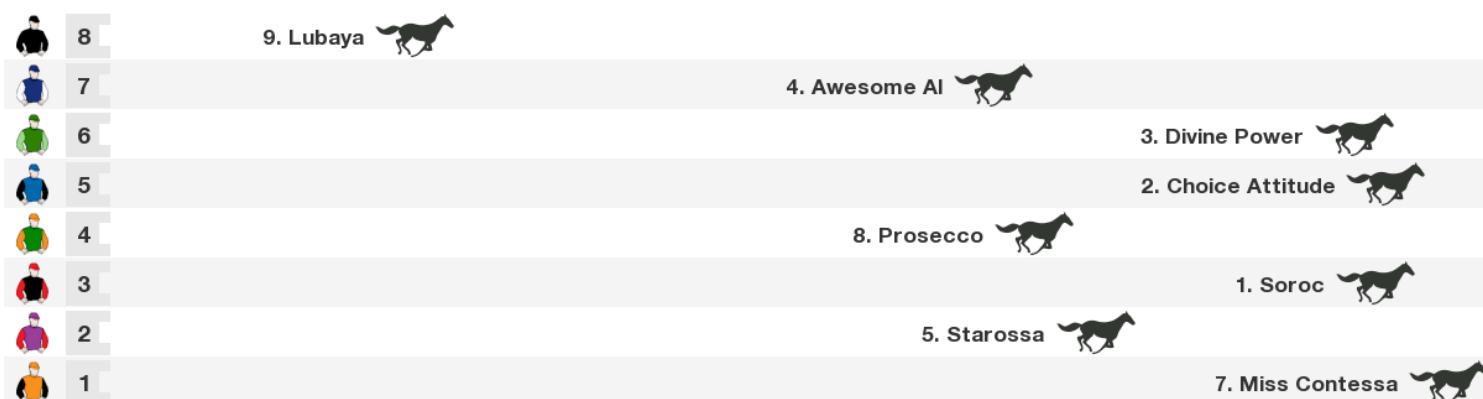 8 9. Lubaya
7 4. Awesome Al
6 3. Divine Power
5 2. Choice Attitude
4 8. Prosecco
3 1. Soroc
2 5. Starossa
1 7. Miss Contessa